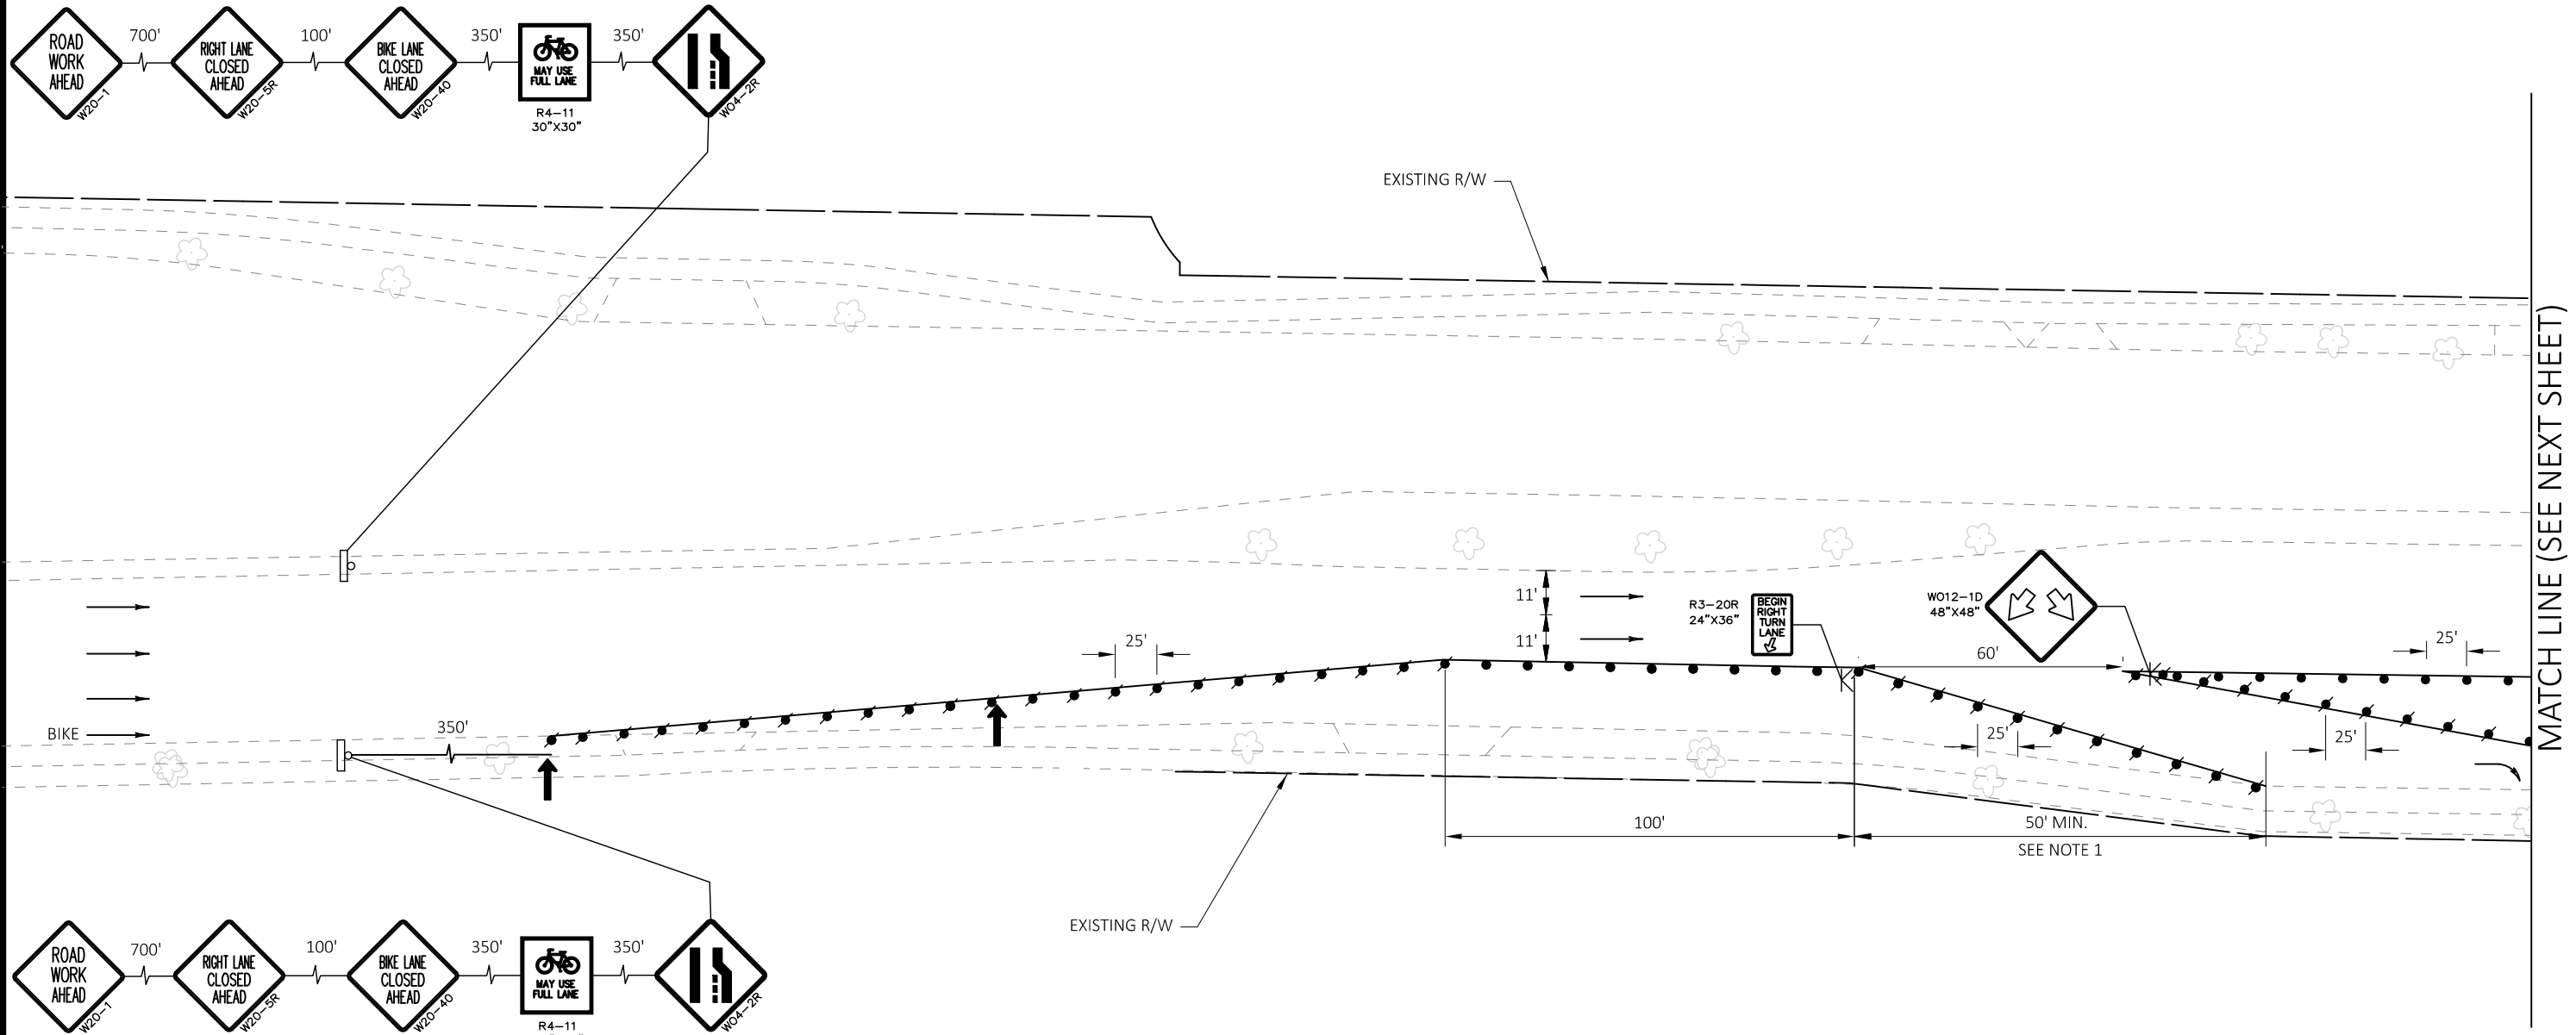 ROAD
WORK
AHEAD
W20-1
700'
RIGHT LANE
CLOSED
AHEAD
W20-5R
100'
BIKE LANE
CLOSED
AHEAD
W20-40
350'
MAY USE
FULL LANE
R4-11
30"X30"
350'
W04-2R
EXISTING R/W
MATCH LINE (SEE NEXT SHEET)
11'
11'
R3-20R
24"X36"
BEGIN
RIGHT
TURN
LANE
W012-1D
48"X48"
25'
60'
25'
BIKE
350'
25'
25'
100'
50' MIN.
SEE NOTE 1
EXISTING R/W
ROAD
WORK
AHEAD
W20-1
700'
RIGHT LANE
CLOSED
AHEAD
W20-5R
100'
BIKE LANE
CLOSED
AHEAD
W20-40
350'
MAY USE
FULL LANE
R4-11
350'
W04-2R